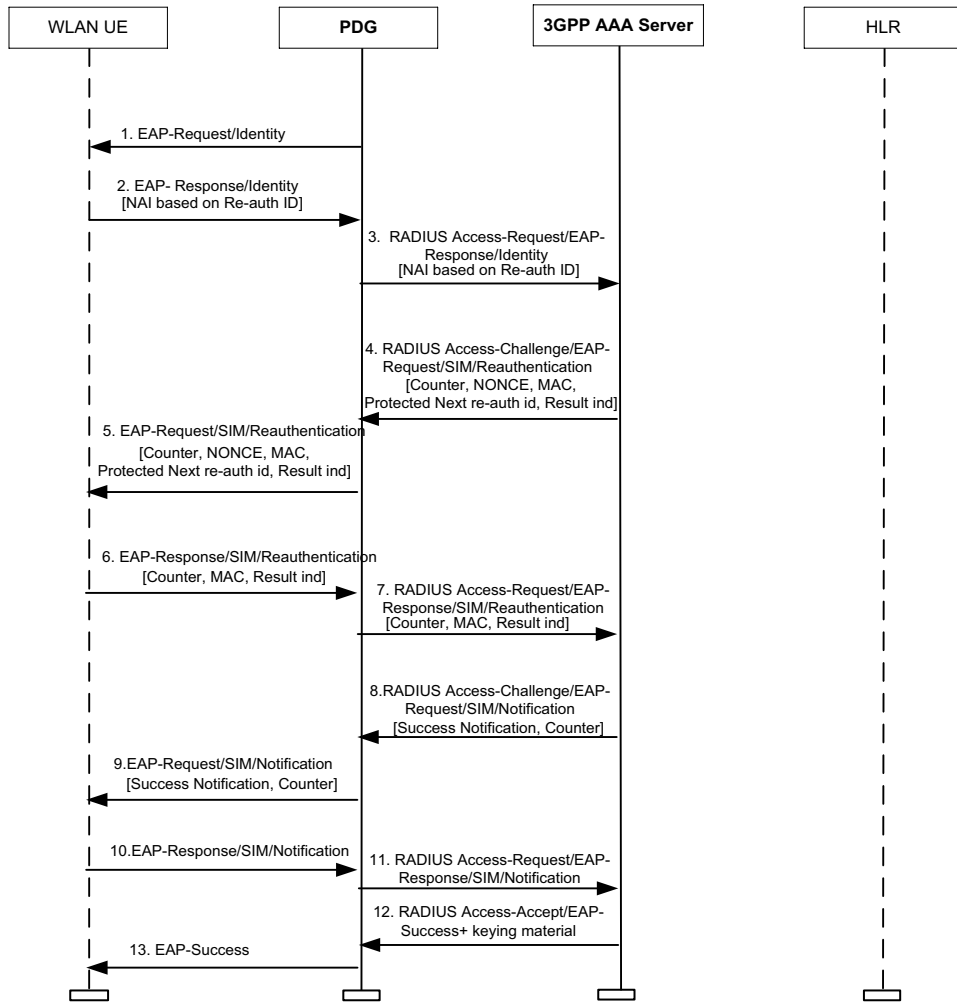 WLAN UE
PDG
3GPP AAA Server
HLR
1. EAP-Request/Identity
2. EAP- Response/Identity
[NAI based on Re-auth ID]
3. RADIUS Access-Request/EAP-
Response/Identity
[NAI based on Re-auth ID]
4. RADIUS Access-Challenge/EAP-
Request/SIM/Reauthentication
[Counter, NONCE, MAC,
Protected Next re-auth id, Result ind]
5. EAP-Request/SIM/Reauthentication
[Counter, NONCE, MAC,
Protected Next re-auth id, Result ind]
6. EAP-Response/SIM/Reauthentication
[Counter, MAC, Result ind]
7. RADIUS Access-Request/EAP-
Response/SIM/Reauthentication
[Counter, MAC, Result ind]
8.RADIUS Access-Challenge/EAP-
Request/SIM/Notification
[Success Notification, Counter]
9.EAP-Request/SIM/Notification
[Success Notification, Counter]
10.EAP-Response/SIM/Notification
11. RADIUS Access-Request/EAP-
Response/SIM/Notification
12. RADIUS Access-Accept/EAP-
Success+ keying material
13. EAP-Success